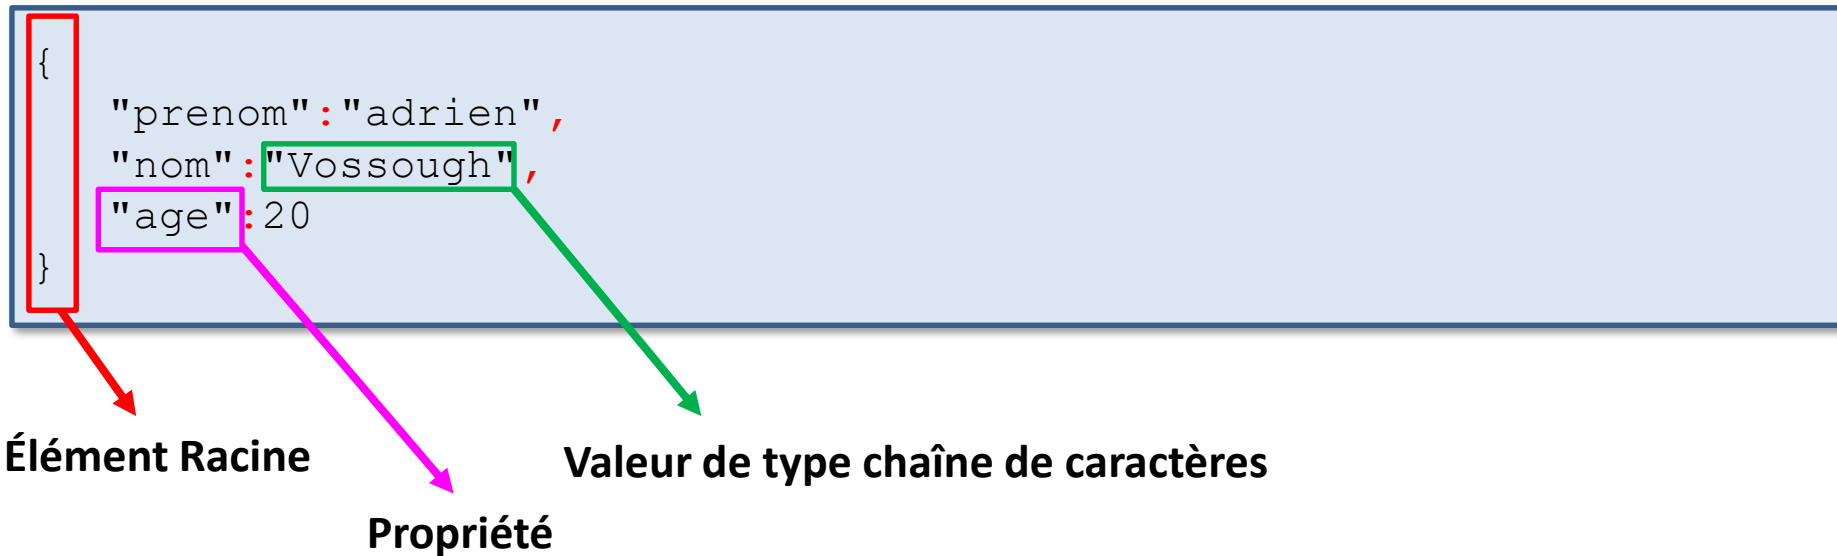 {
"prenom":"adrien",
"nom":"Vossough",
"age":20
}
Élément Racine
Valeur de type chaîne de caractères
Propriété